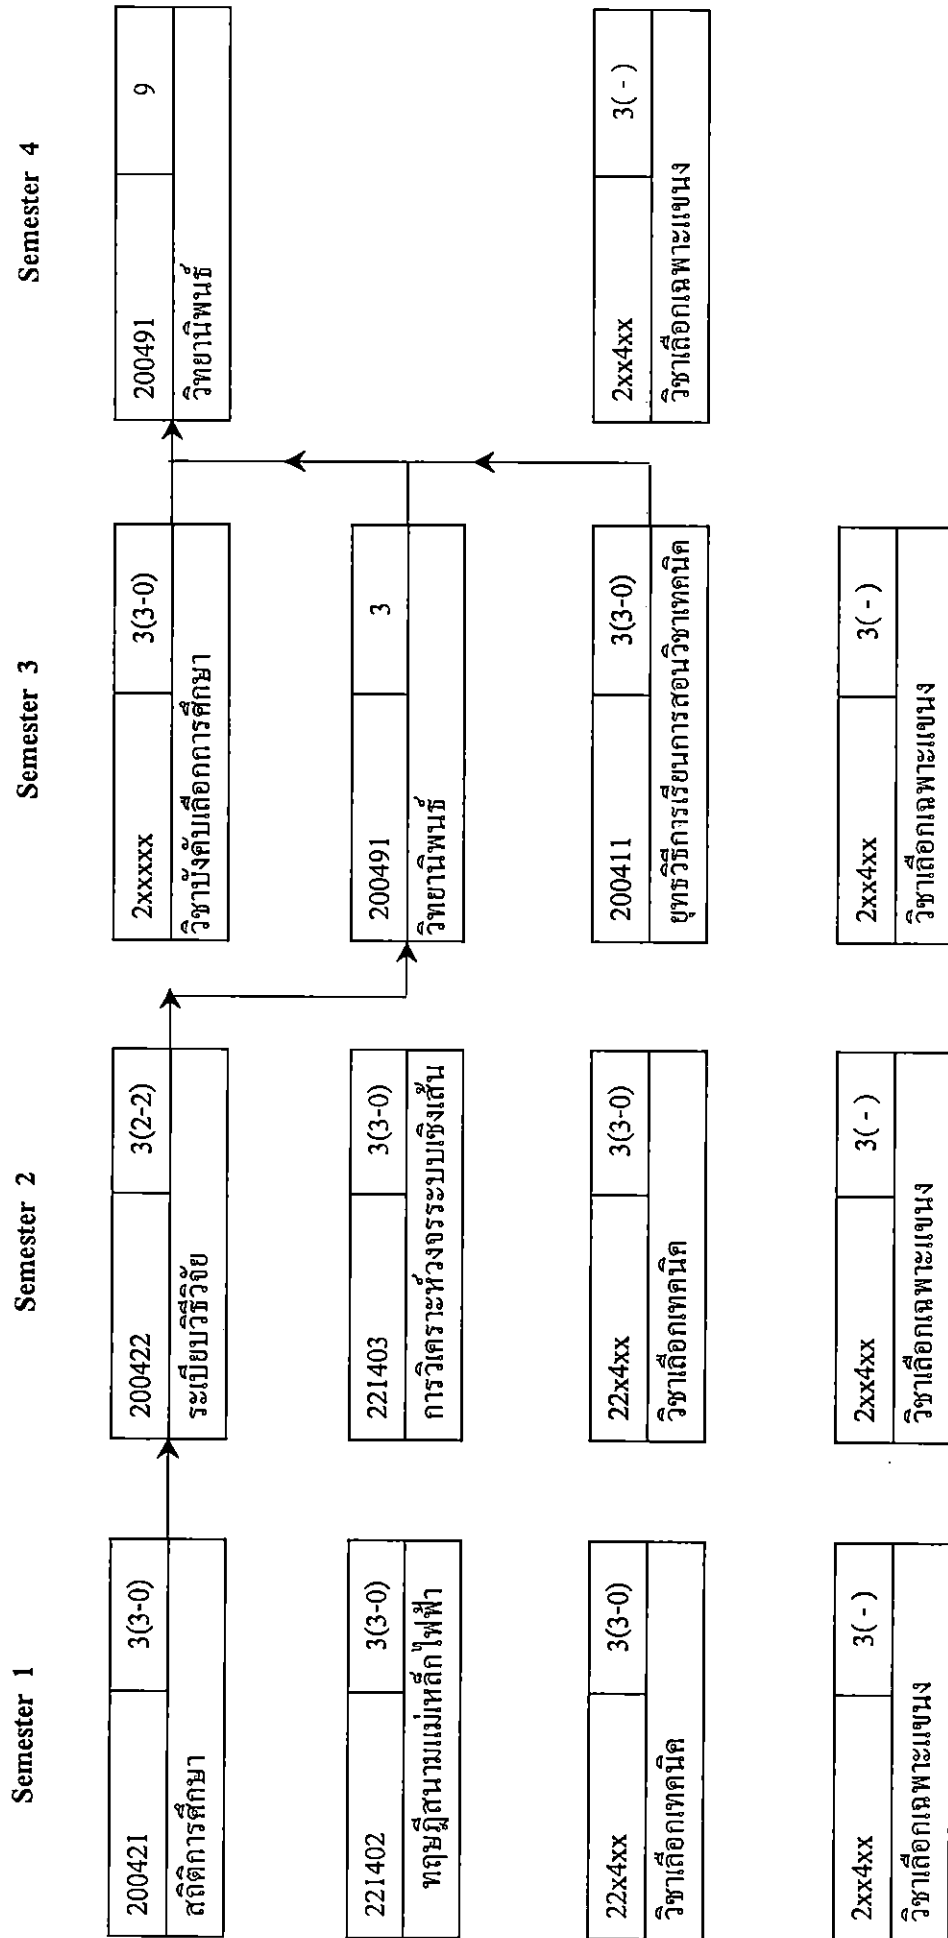 Semester 1
Semester 2
Semester 3
Semester 4
200421 3(3-0)
สถิติการศึกษา
200422 3(2-2)
ระเบียบวิธีวิจัย
2xxxxx 3(3-0)
วิชาบังคับเลือกการศึกษา
200491 9
วิทยานิพนธ์
221402 3(3-0)
ทฤษฎีสนามแม่เหล็กไฟฟ้า
221403 3(3-0)
การวิเคราะห์วงจรระบบเชิงเส้น
200491 3
วิทยานิพนธ์
22x4xx 3(3-0)
วิชาเลือกเทคนิค
22x4xx 3(3-0)
วิชาเลือกเทคนิค
200411 3(3-0)
ยุทธวิธีการเรียนการสอนวิชาเทคนิค
2xx4xx 3( - )
วิชาเลือกเฉพาะแขนง
2xx4xx 3( - )
วิชาเลือกเฉพาะแขนง
2xx4xx 3( - )
วิชาเลือกเฉพาะแขนง
2xx4xx 3( - )
วิชาเลือกเฉพาะแขนง